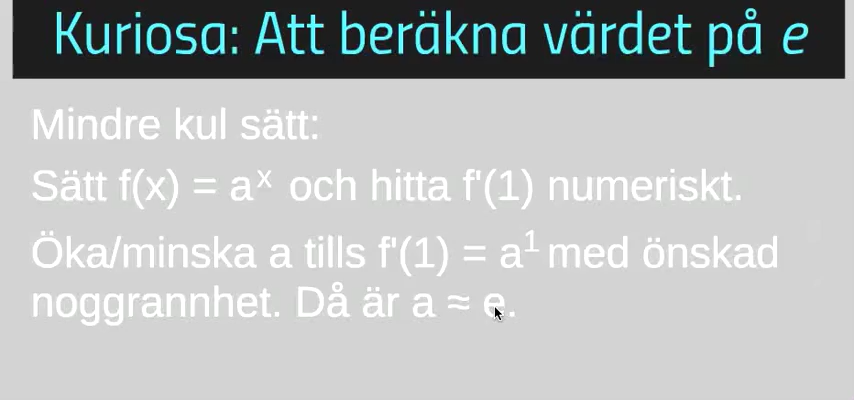 Kuriosa: Att beräkna värdet på e
Mindre kul sätt:
Sätt f(x) = aˣ och hitta f'(1) numeriskt.
Öka/minska a tills f'(1) = a¹ med önskad
noggrannhet. Då är a ≈ e.